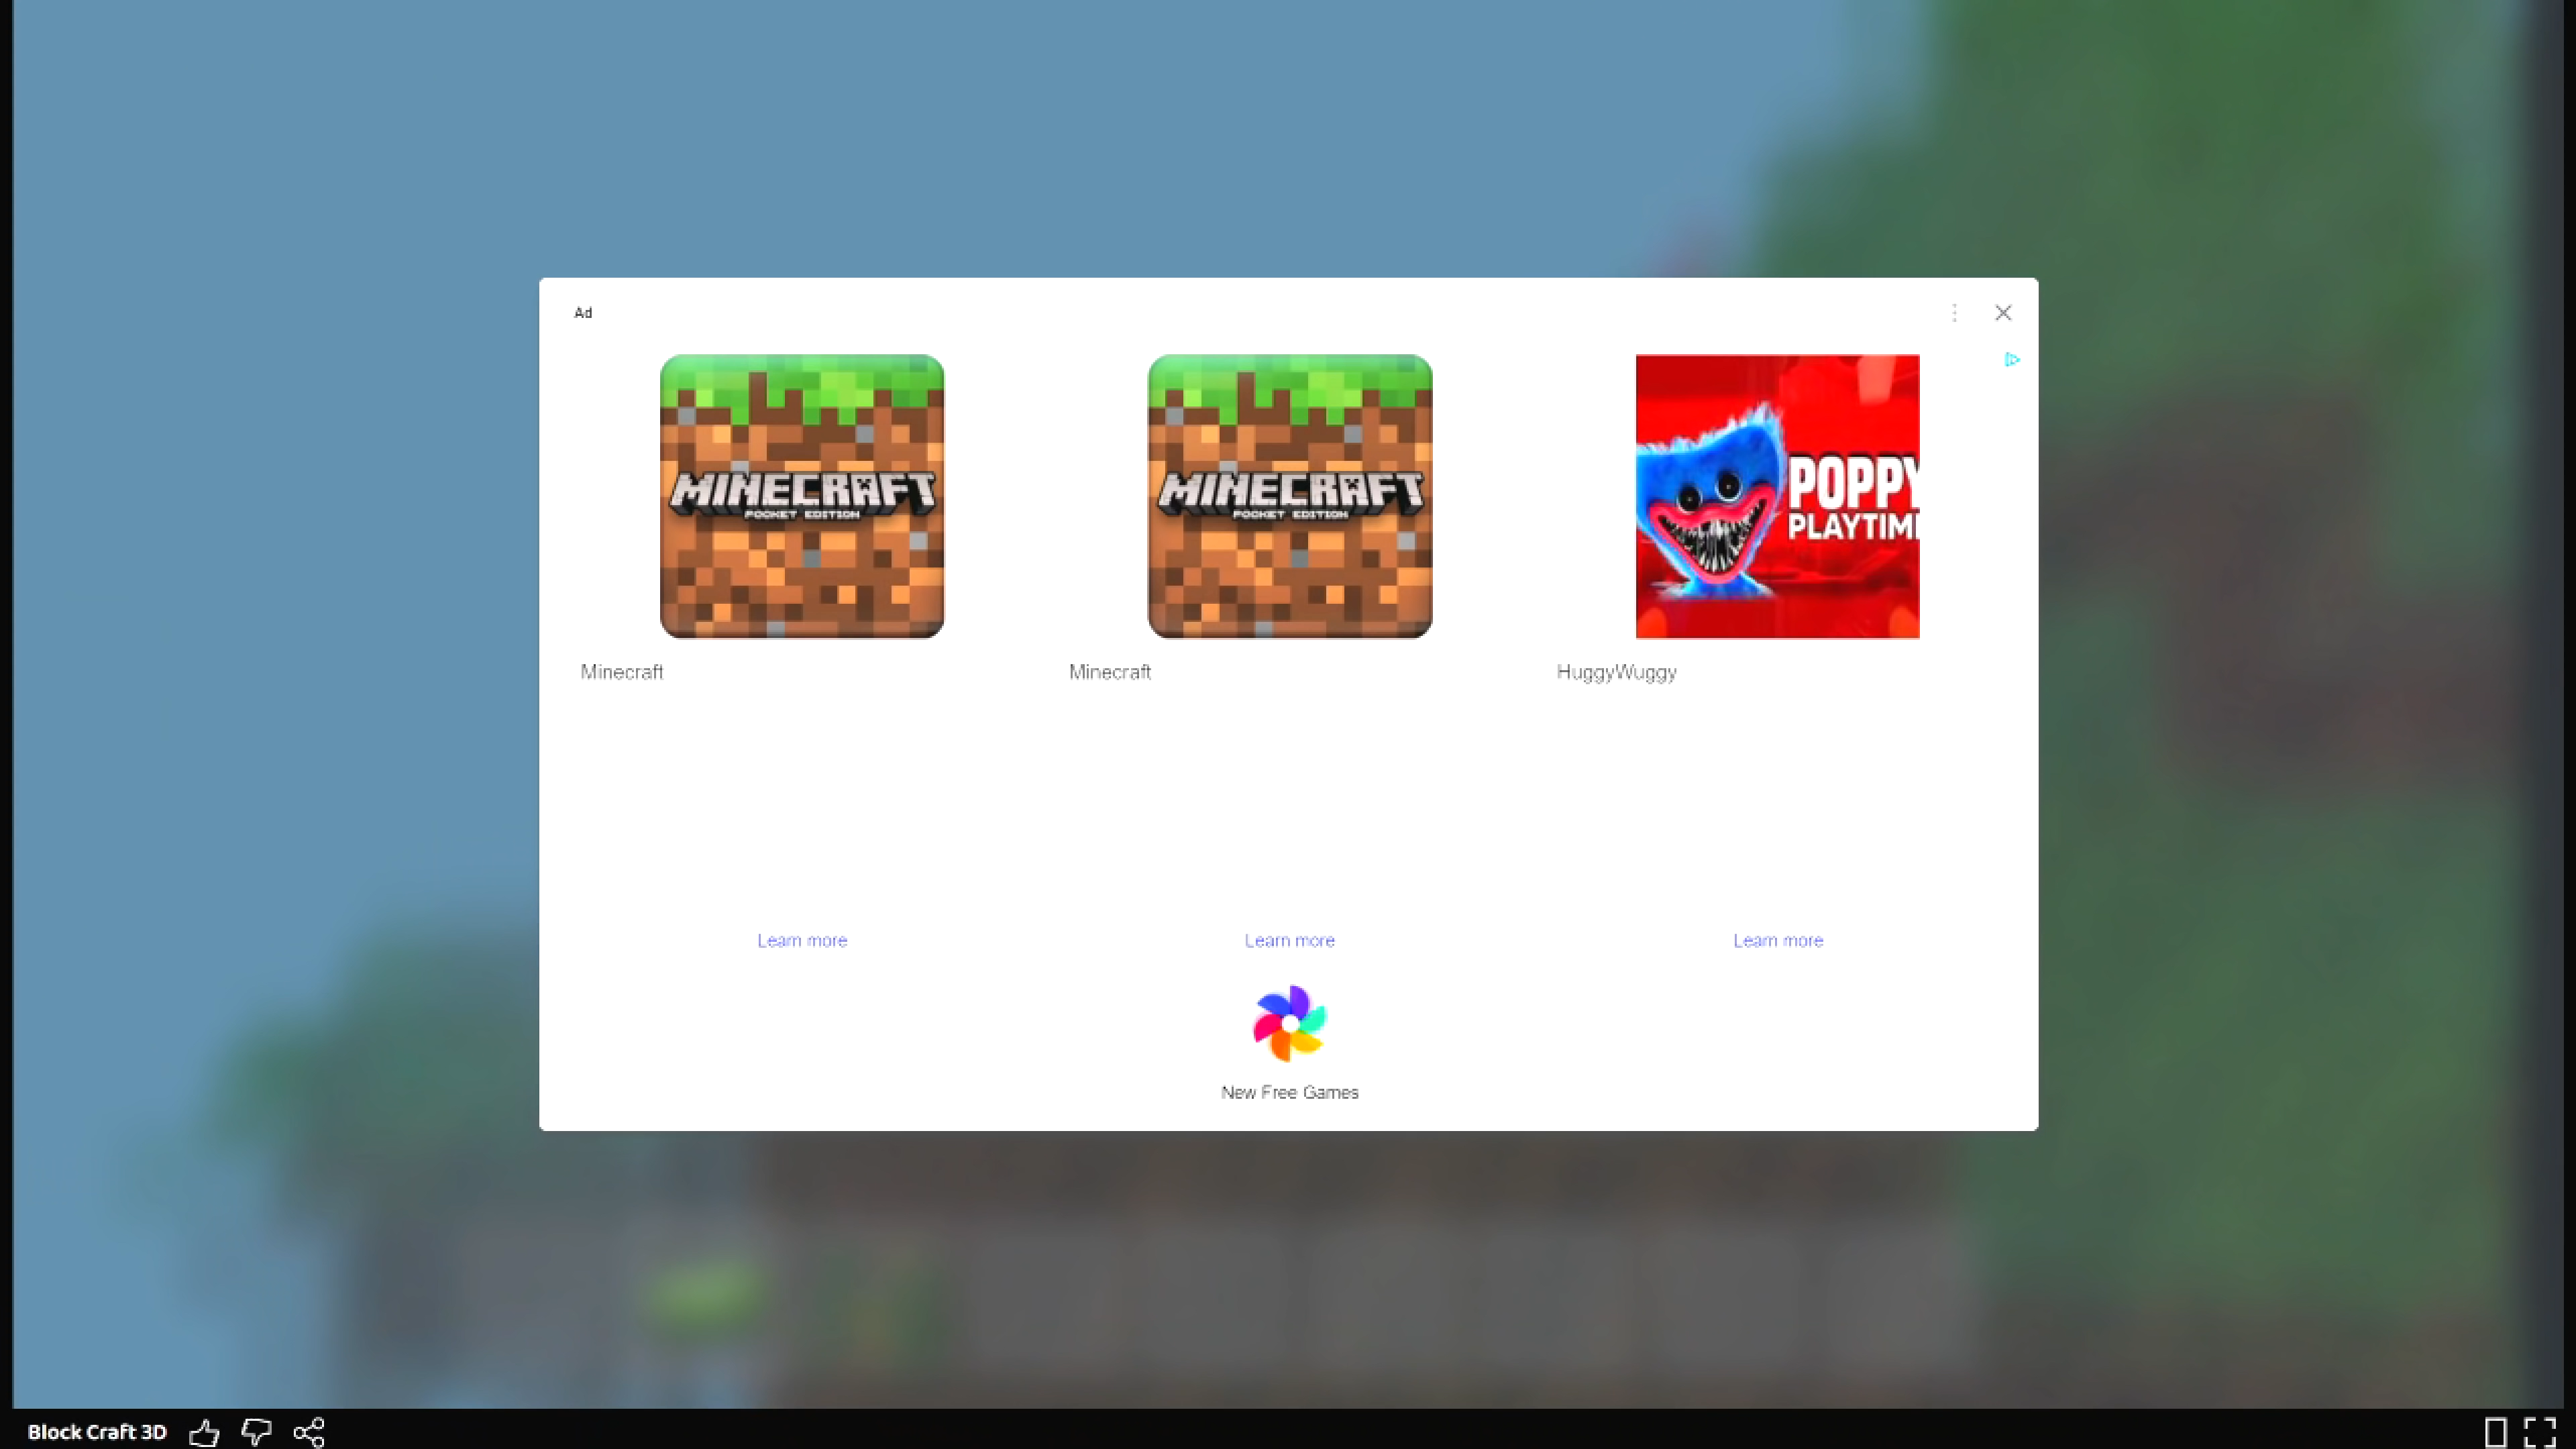 Ad
MINECRAFT
POCKET EDITION
MINECRAFT
POCKET EDITION
POPPY
PLAYTIM
Minecraft
Minecraft
HuggyWuggy
Learn more
Learn more
Learn more
New Free Games
Block Craft 3D